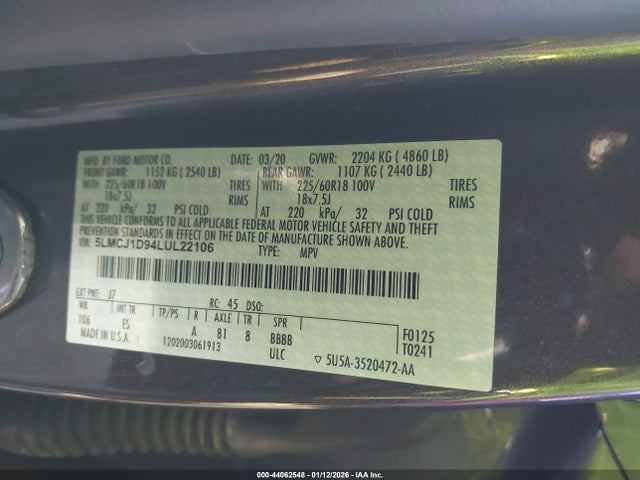 MFD. BY FORD MOTOR CO. DATE: 03/20 GVWR: 2204 KG ( 4860 LB)
FRONT GAWR: 1152 KG ( 2540 LB) REAR GAWR: 1107 KG ( 2440 LB)
WITH 225/60R18 100V TIRES WITH 225/60R18 100V TIRES
18x7.5J RIMS 18x7.5J RIMS
AT 220 kPa/ 32 PSI COLD AT 220 kPa/ 32 PSI COLD
THIS VEHICLE CONFORMS TO ALL APPLICABLE FEDERAL MOTOR VEHICLE SAFETY AND THEFT
PREVENTION STANDARDS IN EFFECT ON THE DATE OF MANUFACTURE SHOWN ABOVE.
VIN: 5LMCJ1D94LUL22106 TYPE: MPV
EXT PNT: J7 RC: 45 DSO:
WB INT TR TP/PS R AXLE TR SPR F0125
106 ES A 81 8 BBBB T0241
MADE IN U.S.A. 1202003061913 ULC ▽ 5U5A-3520472-AA
000-44062548 - 01/12/2026 - IAA Inc.